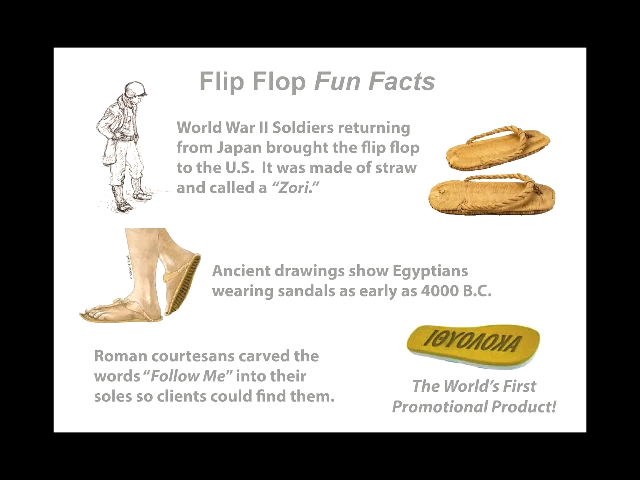 Flip Flop Fun Facts
World War II Soldiers returning
from Japan brought the flip flop
to the U.S. It was made of straw
and called a “Zori.”
Ancient drawings show Egyptians
wearing sandals as early as 4000 B.C.
Roman courtesans carved the
words “Follow Me” into their
soles so clients could find them.
ΑΚΟΛΟΥΘΙ
The World’s First
Promotional Product!